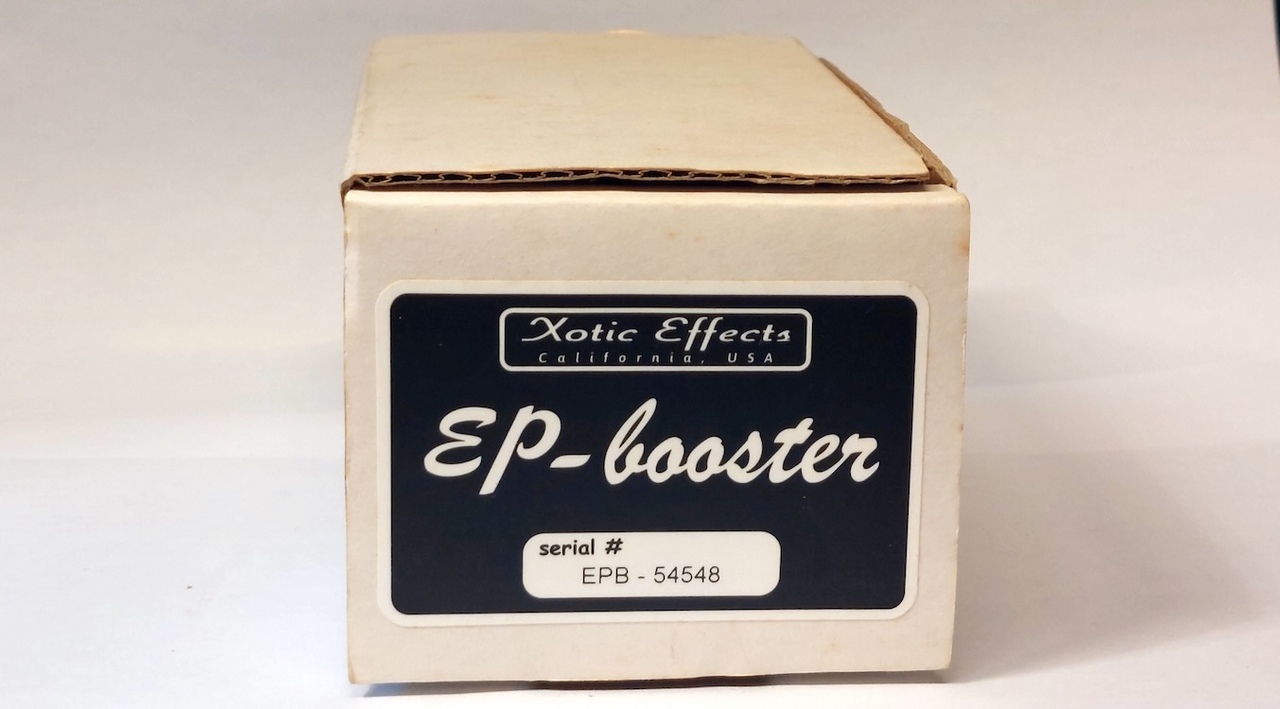 Xotic Effects
California, USA
EP-booster
serial #
EPB - 54548